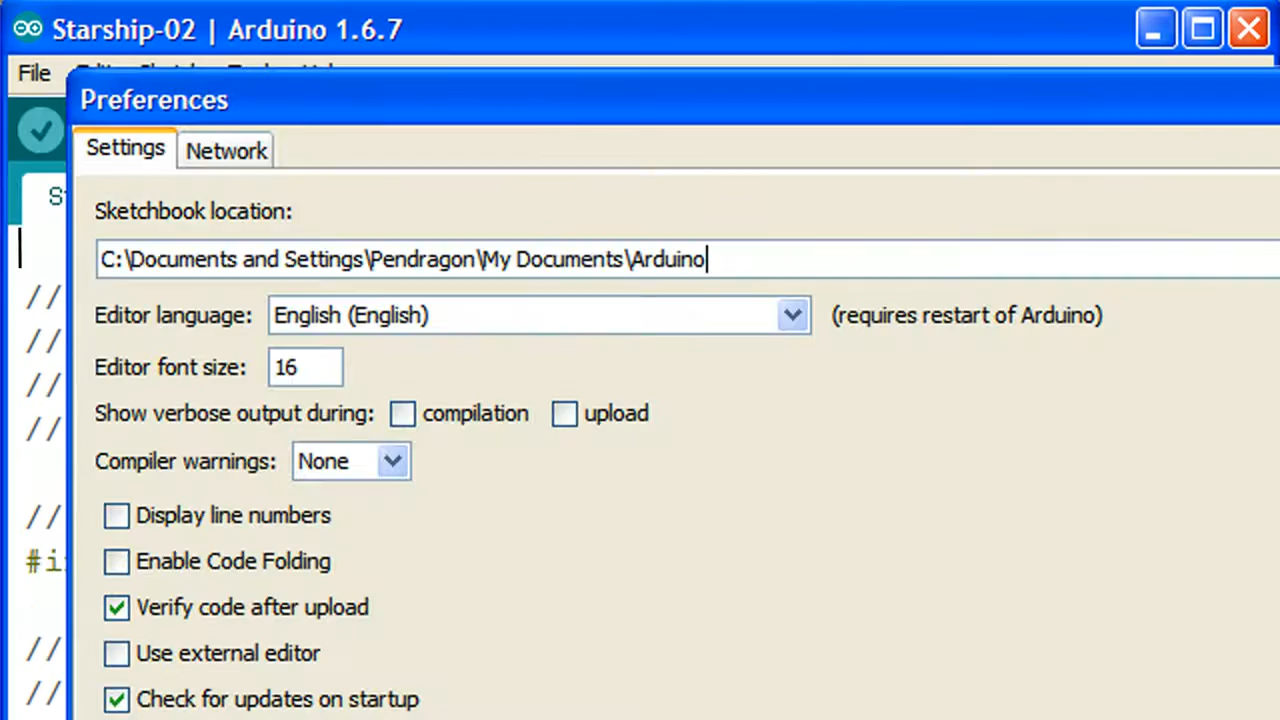 Starship-02 | Arduino 1.6.7
File
Preferences
Settings Network
Sketchbook location:
C:\Documents and Settings\Pendragon\My Documents\Arduino
Editor language: English (English) (requires restart of Arduino)
Editor font size: 16
Show verbose output during: compilation upload
Compiler warnings: None
Display line numbers
Enable Code Folding
Verify code after upload
Use external editor
Check for updates on startup
//
//
//
//
//
//
//